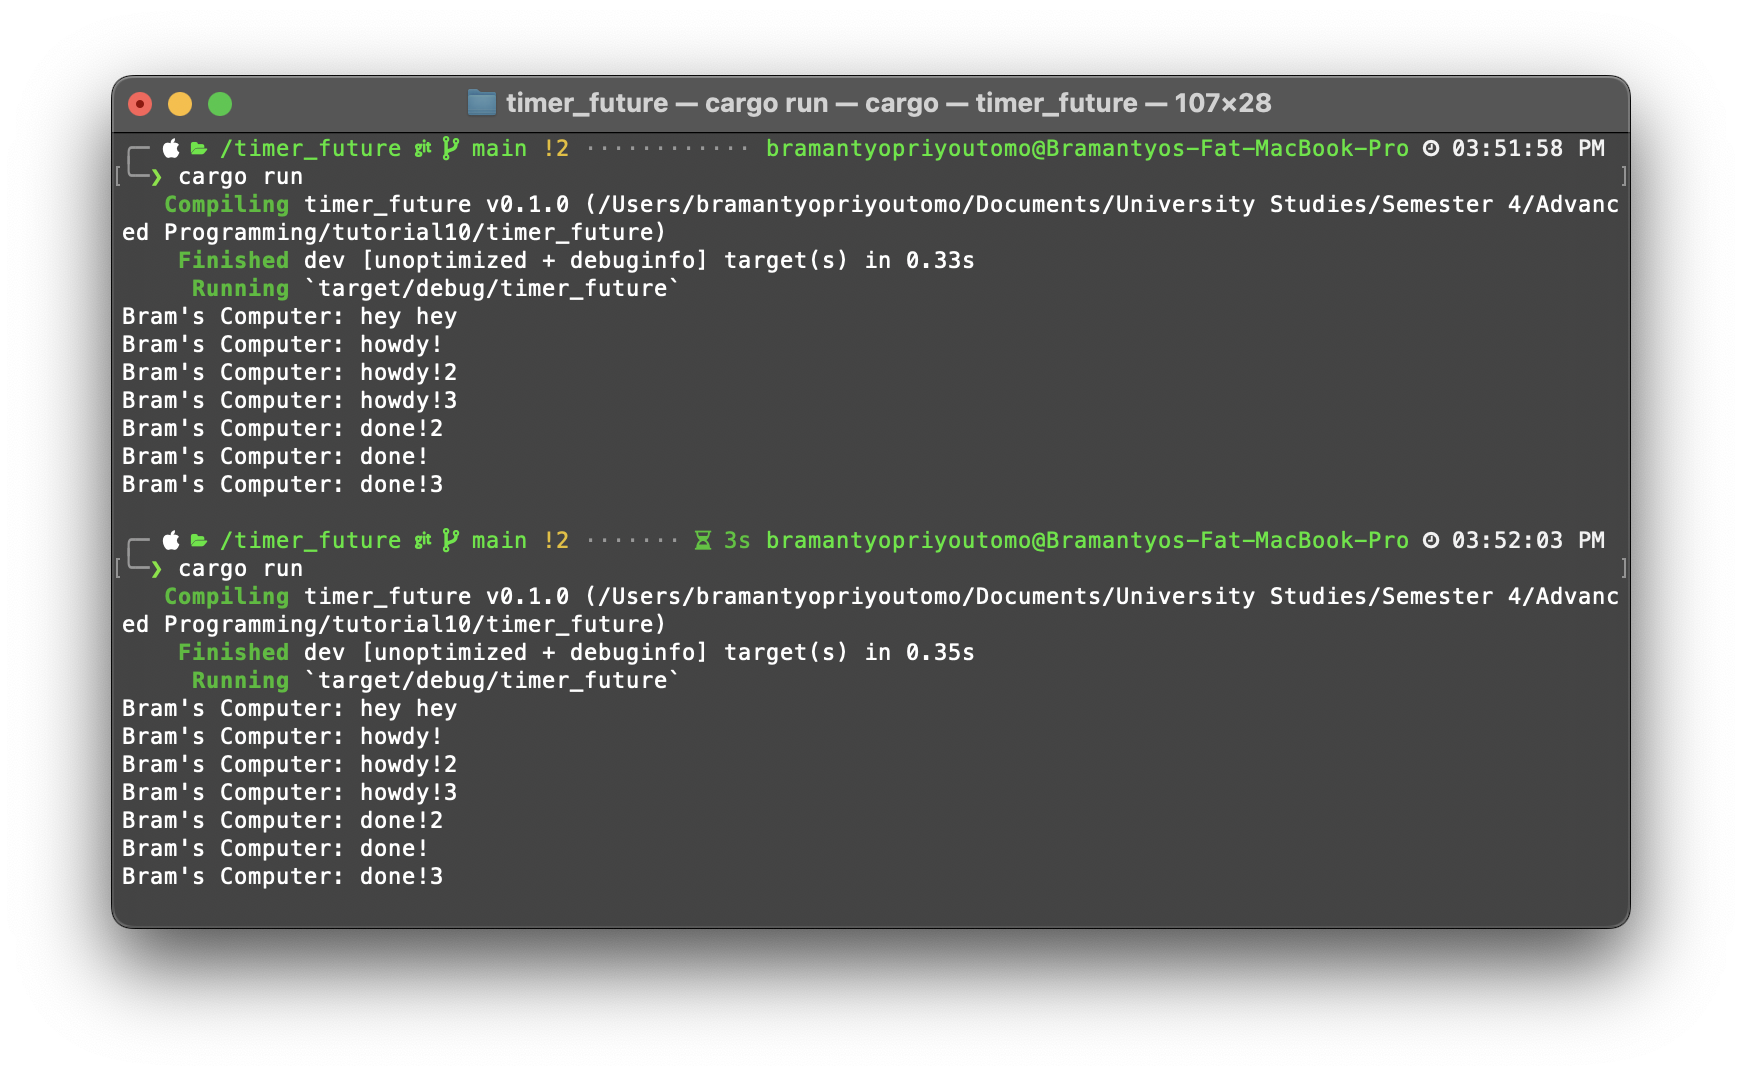 timer_future — cargo run — cargo — timer_future — 107×28
/timer_future git main !2 ············ bramantyopriyoutomo@Bramantyos-Fat-MacBook-Pro 03:51:58 PM
[ ❯ cargo run ]
Compiling timer_future v0.1.0 (/Users/bramantyopriyoutomo/Documents/University Studies/Semester 4/Advanc
ed Programming/tutorial10/timer_future)
Finished dev [unoptimized + debuginfo] target(s) in 0.33s
Running `target/debug/timer_future`
Bram's Computer: hey hey
Bram's Computer: howdy!
Bram's Computer: howdy!2
Bram's Computer: howdy!3
Bram's Computer: done!2
Bram's Computer: done!
Bram's Computer: done!3
/timer_future git main !2 ······· 3s bramantyopriyoutomo@Bramantyos-Fat-MacBook-Pro 03:52:03 PM
[ ❯ cargo run ]
Compiling timer_future v0.1.0 (/Users/bramantyopriyoutomo/Documents/University Studies/Semester 4/Advanc
ed Programming/tutorial10/timer_future)
Finished dev [unoptimized + debuginfo] target(s) in 0.35s
Running `target/debug/timer_future`
Bram's Computer: hey hey
Bram's Computer: howdy!
Bram's Computer: howdy!2
Bram's Computer: howdy!3
Bram's Computer: done!2
Bram's Computer: done!
Bram's Computer: done!3